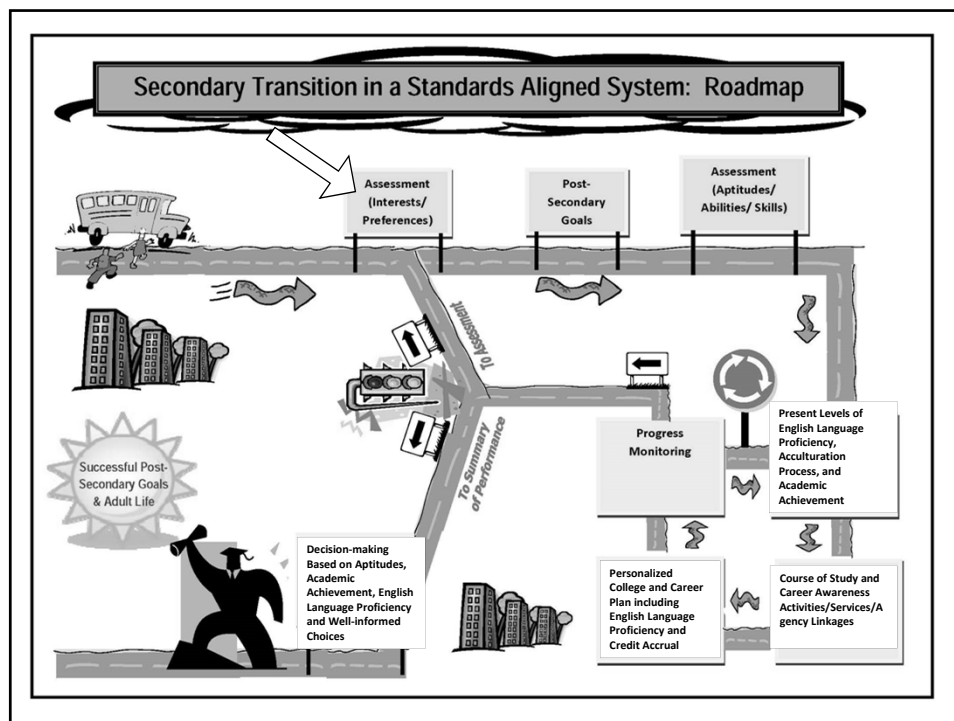 Secondary Transition in a Standards Aligned System: Roadmap
Assessment
(Interests/
Preferences)
Post-
Secondary
Goals
Assessment
(Aptitudes/
Abilities/ Skills)
To Assessment
To Summary
of Performance
Progress
Monitoring
Present Levels of
English Language
Proficiency,
Acculturation
Process, and
Academic
Achievement
Successful Post-
Secondary Goals
& Adult Life
Decision-making
Based on Aptitudes,
Academic
Achievement, English
Language Proficiency
and Well-informed
Choices
Personalized
College and Career
Plan including
English Language
Proficiency and
Credit Accrual
Course of Study and
Career Awareness
Activities/Services/A
gency Linkages